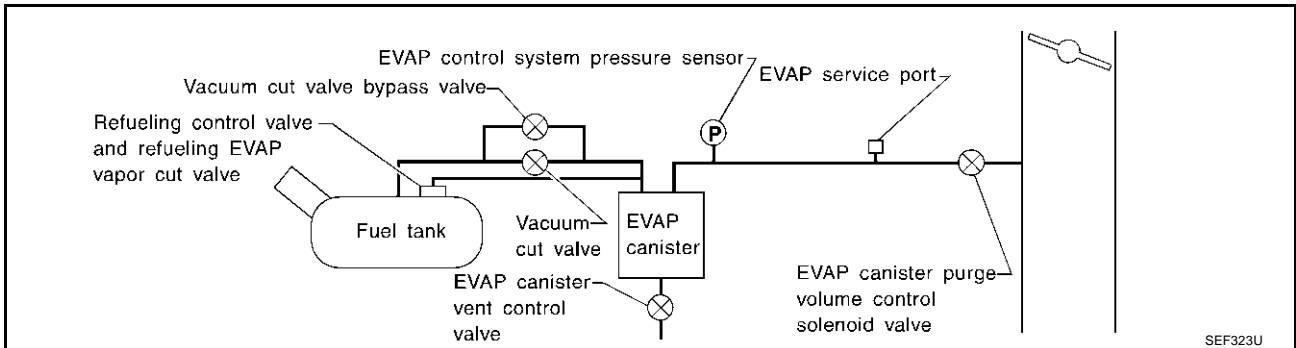 EVAP control system pressure sensor
EVAP service port
Vacuum cut valve bypass valve
Refueling control valve
and refueling EVAP
vapor cut valve
P
Fuel tank
Vacuum
cut valve
EVAP
canister
EVAP canister
vent control
valve
EVAP canister purge
volume control
solenoid valve
SEF323U